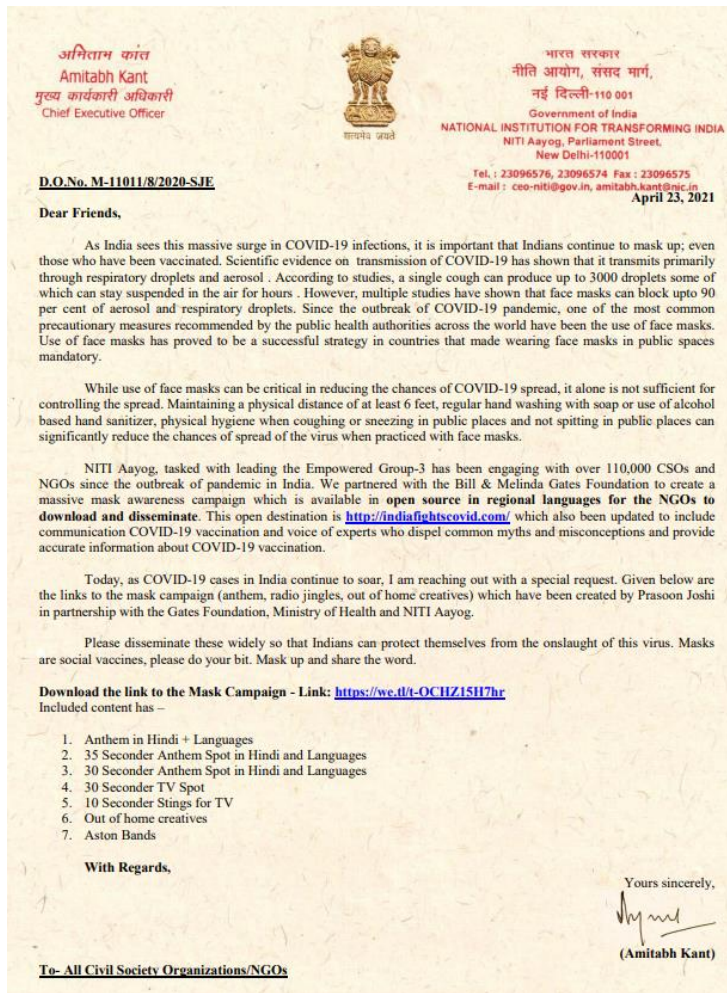 अमिताभ कांत
Amitabh Kant
मुख्य कार्यकारी अधिकारी
Chief Executive Officer
सत्यमेव जयते
भारत सरकार
नीति आयोग, संसद मार्ग,
नई दिल्ली-110 001
Government of India
NATIONAL INSTITUTION FOR TRANSFORMING INDIA
NITI Aayog, Parliament Street,
New Delhi-110001
Tel. : 23096576, 23096574 Fax : 23096575
E-mail : ceo-niti@gov.in, amitabh.kant@nic.in
D.O.No. M-11011/8/2020-SJE
April 23, 2021
Dear Friends,
As India sees this massive surge in COVID-19 infections, it is important that Indians continue to mask up; even
those who have been vaccinated. Scientific evidence on transmission of COVID-19 has shown that it transmits primarily
through respiratory droplets and aerosol . According to studies, a single cough can produce up to 3000 droplets some of
which can stay suspended in the air for hours . However, multiple studies have shown that face masks can block upto 90
per cent of aerosol and respiratory droplets. Since the outbreak of COVID-19 pandemic, one of the most common
precautionary measures recommended by the public health authorities across the world have been the use of face masks.
Use of face masks has proved to be a successful strategy in countries that made wearing face masks in public spaces
mandatory.
While use of face masks can be critical in reducing the chances of COVID-19 spread, it alone is not sufficient for
controlling the spread. Maintaining a physical distance of at least 6 feet, regular hand washing with soap or use of alcohol
based hand sanitizer, physical hygiene when coughing or sneezing in public places and not spitting in public places can
significantly reduce the chances of spread of the virus when practiced with face masks.
NITI Aayog, tasked with leading the Empowered Group-3 has been engaging with over 110,000 CSOs and
NGOs since the outbreak of pandemic in India. We partnered with the Bill & Melinda Gates Foundation to create a
massive mask awareness campaign which is available in open source in regional languages for the NGOs to
download and disseminate. This open destination is http://indiafightscovid.com/ which also been updated to include
communication COVID-19 vaccination and voice of experts who dispel common myths and misconceptions and provide
accurate information about COVID-19 vaccination.
Today, as COVID-19 cases in India continue to soar, I am reaching out with a special request. Given below are
the links to the mask campaign (anthem, radio jingles, out of home creatives) which have been created by Prasoon Joshi
in partnership with the Gates Foundation, Ministry of Health and NITI Aayog.
Please disseminate these widely so that Indians can protect themselves from the onslaught of this virus. Masks
are social vaccines, please do your bit. Mask up and share the word.
Download the link to the Mask Campaign - Link: https://we.tl/t-OCHZ15H7hr
Included content has –
1. Anthem in Hindi + Languages
2. 35 Seconder Anthem Spot in Hindi and Languages
3. 30 Seconder Anthem Spot in Hindi and Languages
4. 30 Seconder TV Spot
5. 10 Seconder Stings for TV
6. Out of home creatives
7. Aston Bands
With Regards,
Yours sincerely,
(Amitabh Kant)
To- All Civil Society Organizations/NGOs